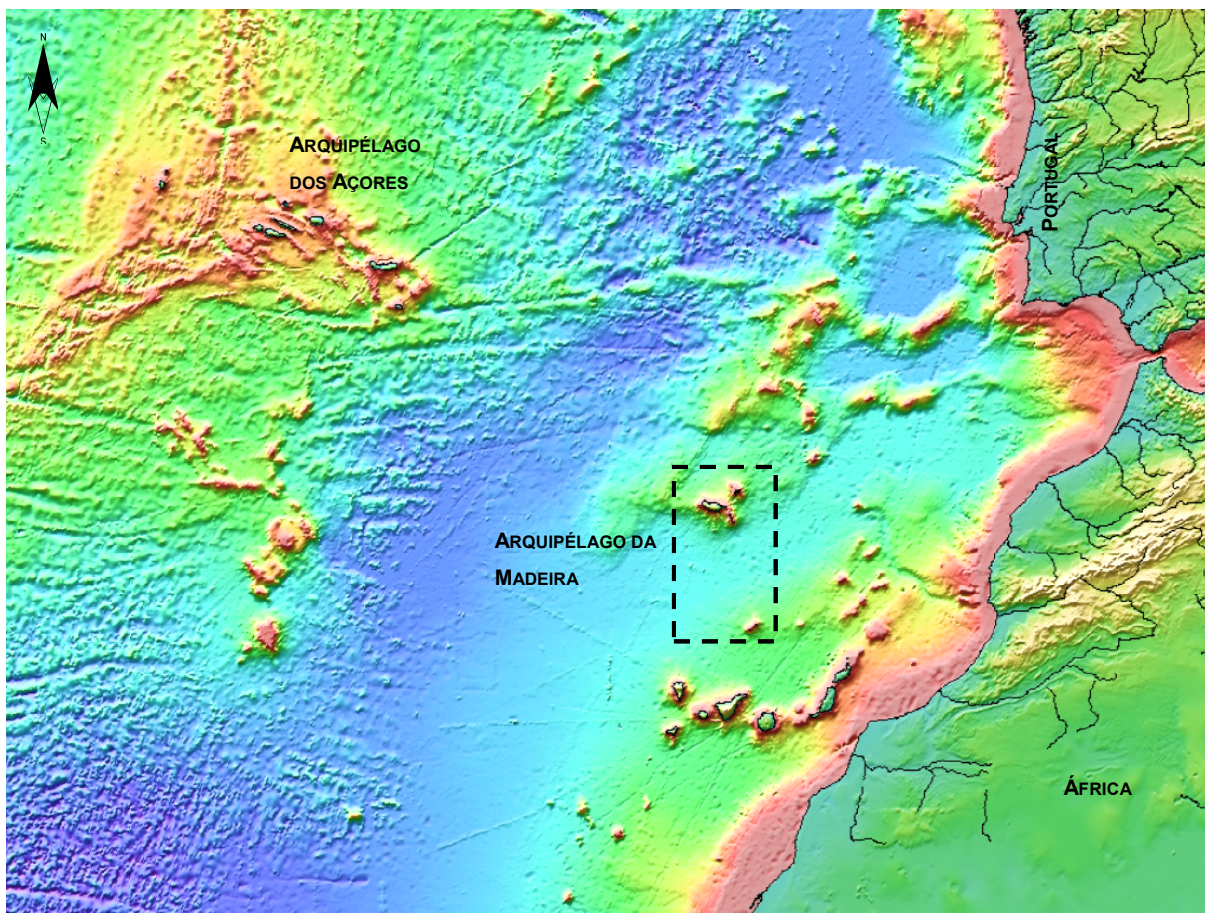 N
S
ARQUIPÉLAGO
DOS AÇORES
PORTUGAL
ARQUIPÉLAGO DA
MADEIRA
ÁFRICA